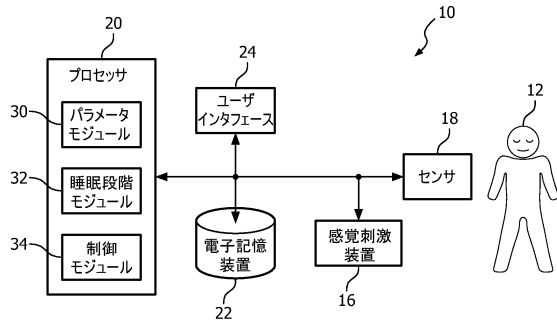 10
20
プロセッサ
30
パラメータ
モジュール
32
睡眠段階
モジュール
34
制御
モジュール
24
ユーザ
インタフェース
電子記憶
装置
22
感覚刺激
装置
16
18
センサ
12